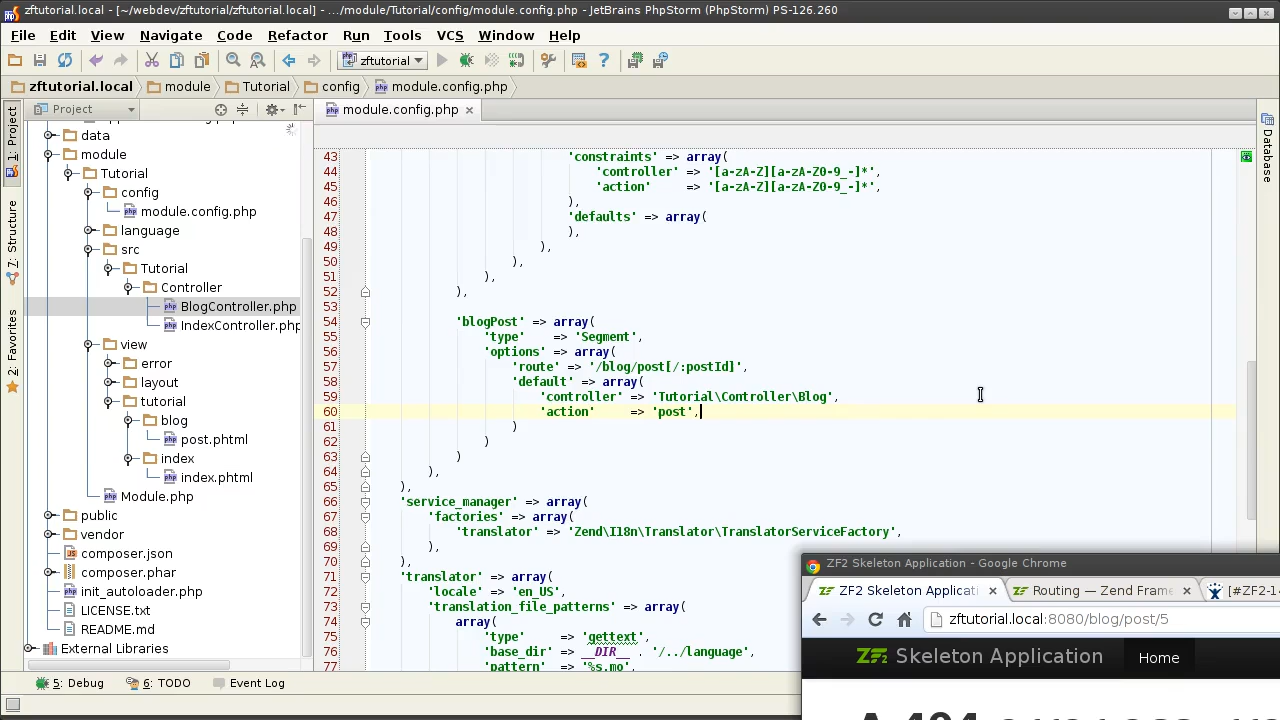 zftutorial.local - [~/webdev/zftutorial/zftutorial.local] - .../module/Tutorial/config/module.config.php - JetBrains PhpStorm (PhpStorm) PS-126.260
File Edit View Navigate Code Refactor Run Tools VCS Window Help
zftutorial
zftutorial.local module Tutorial config module.config.php
1: Project
7: Structure
2: Favorites
Project
data
module
Tutorial
config
module.config.php
language
src
Tutorial
Controller
BlogController.php
IndexController.php
view
error
layout
tutorial
blog
post.phtml
index
index.phtml
Module.php
public
vendor
composer.json
composer.phar
init_autoloader.php
LICENSE.txt
README.md
External Libraries
module.config.php
43 'constraints' => array(
44 'controller' => '[a-zA-Z][a-zA-Z0-9_-]*',
45 'action' => '[a-zA-Z][a-zA-Z0-9_-]*',
46 ),
47 'defaults' => array(
48 ),
49 ),
50 ),
51 ),
52 ),
53
54 'blogPost' => array(
55 'type' => 'Segment',
56 'options' => array(
57 'route' => '/blog/post[/:postId]',
58 'default' => array(
59 'controller' => 'Tutorial\Controller\Blog',
60 'action' => 'post',
61 )
62 )
63 )
64 ),
65 ),
66 'service_manager' => array(
67 'factories' => array(
68 'translator' => 'Zend\I18n\Translator\TranslatorServiceFactory',
69 ),
70 ),
71 'translator' => array(
72 'locale' => 'en_US',
73 'translation_file_patterns' => array(
74 array(
75 'type' => 'gettext',
76 'base_dir' => __DIR__ . '/../language',
77 'pattern' => '%s.mo',
Database
ZF2 Skeleton Application - Google Chrome
ZF2 Skeleton Applicati Routing — Zend Frame [#ZF2-1
zftutorial.local:8080/blog/post/5
ZF2 Skeleton Application Home
5: Debug 6: TODO Event Log